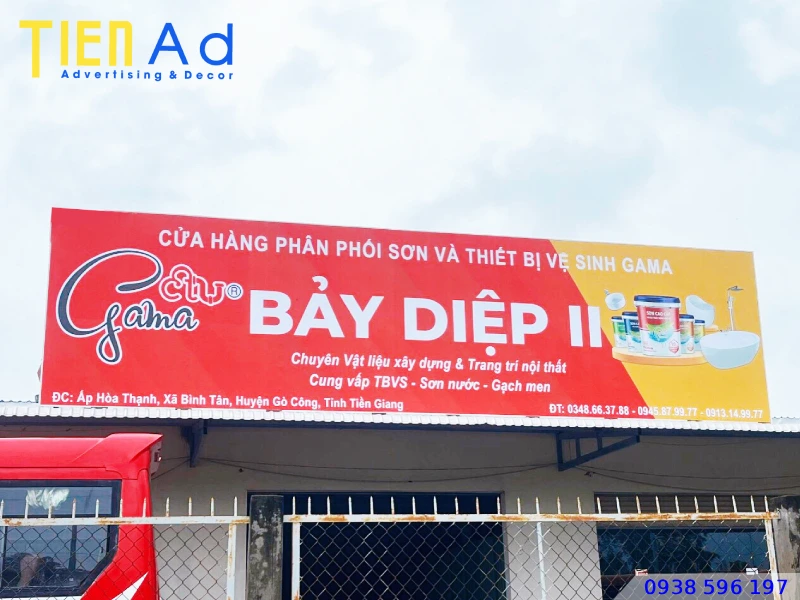 TIEN Ad
Advertising & Decor
CỬA HÀNG PHÂN PHỐI SƠN VÀ THIẾT BỊ VỆ SINH GAMA
Gama ®
BẢY DIỆP II
Chuyên Vật liệu xây dựng & Trang trí nội thất
Cung vấp TBVS - Sơn nước - Gạch men
ĐC: Ấp Hòa Thạnh, Xã Bình Tân, Huyện Gò Công, Tỉnh Tiền Giang
ĐT: 0348.66.37.88 - 0945.67.99.77 - 0913.14.99.77
0938 596 197